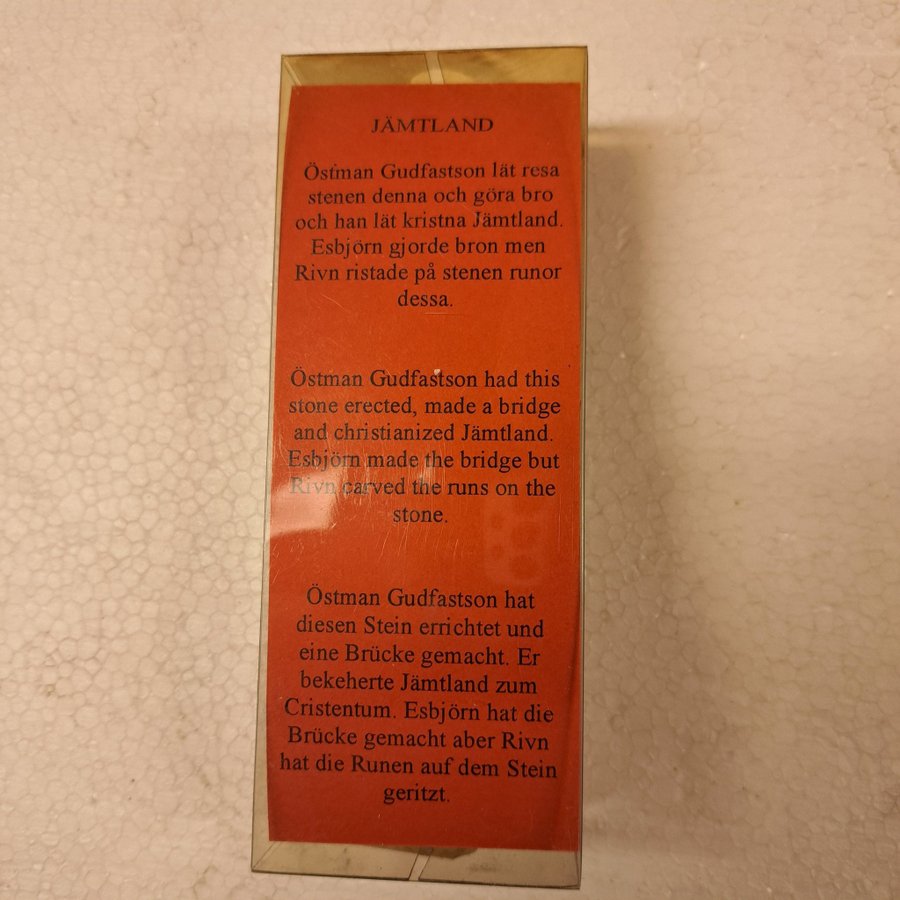 JÄMTLAND
Östman Gudfastson lät resa
stenen denna och göra bro
och han lät kristna Jämtland.
Esbjörn gjorde bron men
Rivn ristade på stenen runor
dessa.
Östman Gudfastson had this
stone erected, made a bridge
and christianized Jämtland.
Esbjörn made the bridge but
Rivn carved the runs on the
stone.
Östman Gudfastson hat
diesen Stein errichtet und
eine Brücke gemacht. Er
bekeherte Jämtland zum
Cristentum. Esbjörn hat die
Brücke gemacht aber Rivn
hat die Runen auf dem Stein
geritzt.